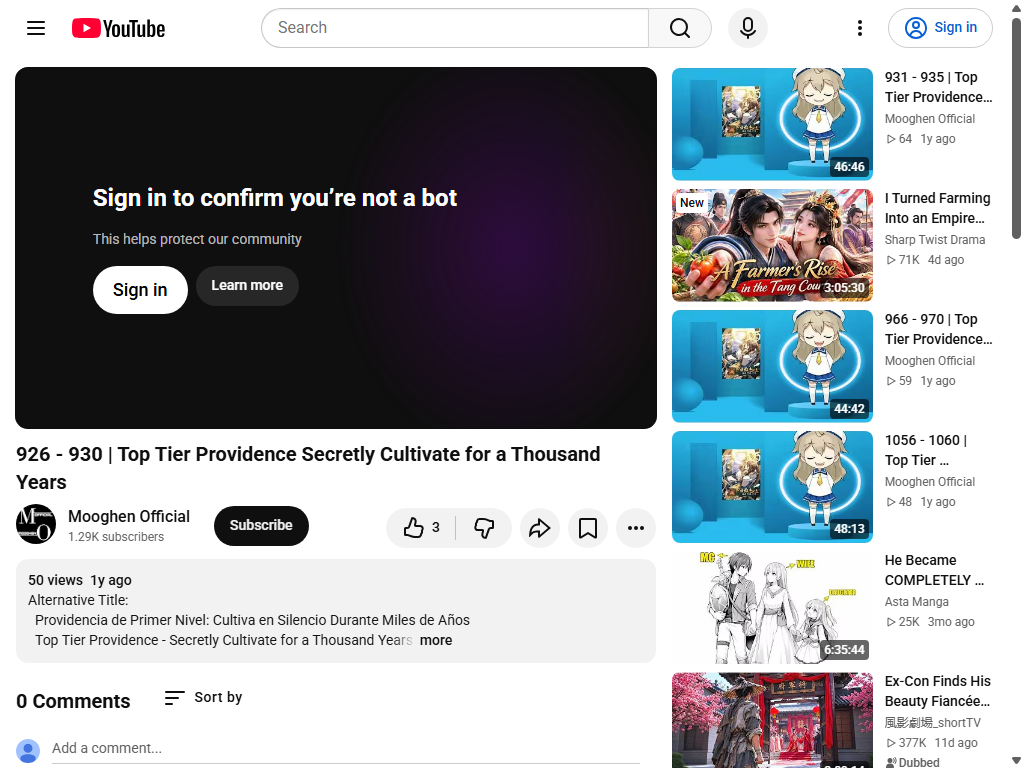 YouTube
Search
Sign in
Sign in to confirm you’re not a bot
This helps protect our community
Sign in
Learn more
926 - 930 | Top Tier Providence Secretly Cultivate for a Thousand
Years
Mooghen Official
1.29K subscribers
Subscribe
3
50 views 1y ago
Alternative Title:
Providencia de Primer Nivel: Cultiva en Silencio Durante Miles de Años
Top Tier Providence - Secretly Cultivate for a Thousand Years more
0 Comments
Sort by
Add a comment...
46:46
931 - 935 | Top
Tier Providence…
Mooghen Official
64 1y ago
New
A Farmer's Rise
in the Tang Cour
3:05:30
I Turned Farming
Into an Empire…
Sharp Twist Drama
71K 4d ago
44:42
966 - 970 | Top
Tier Providence…
Mooghen Official
59 1y ago
48:13
1056 - 1060 |
Top Tier …
Mooghen Official
48 1y ago
MC
WIFE
6:35:44
He Became
COMPLETELY …
Asta Manga
25K 3mo ago
Ex-Con Finds His
Beauty Fiancée…
風影劇場_shortTV
377K 11d ago
Dubbed